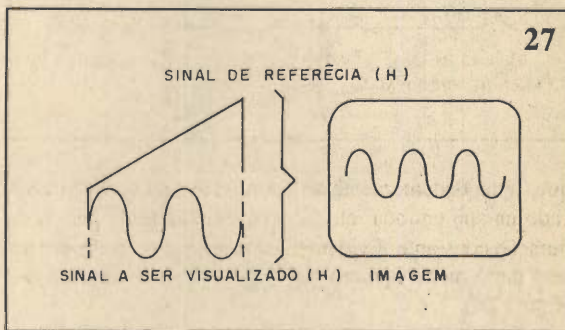 27
SINAL DE REFERÊCIA (H)
SINAL A SER VISUALIZADO (H) IMAGEM